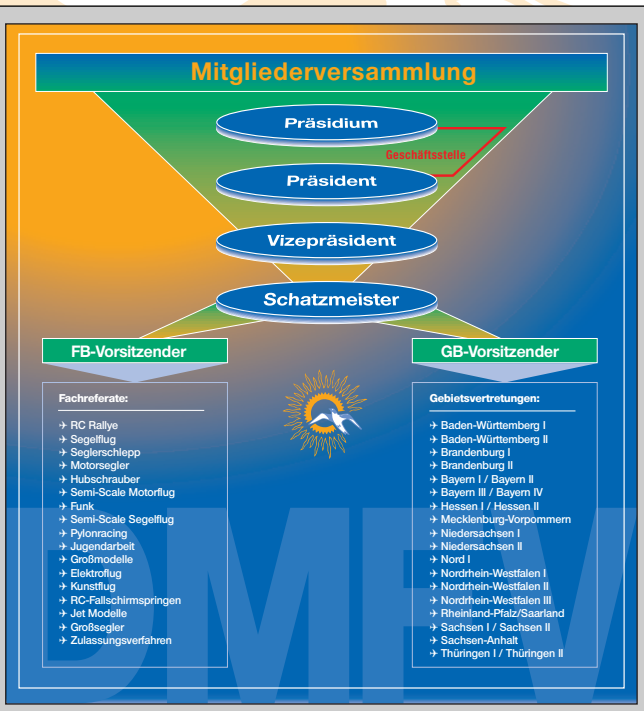 Mitgliederversammlung
Präsidium
Geschäftsstelle
Präsident
Vizepräsident
Schatzmeister
FB-Vorsitzender
Fachreferate:
✈ RC Rallye
✈ Segelflug
✈ Seglerschlepp
✈ Motorsegler
✈ Hubschrauber
✈ Semi-Scale Motorflug
✈ Funk
✈ Semi-Scale Segelflug
✈ Pylonracing
✈ Jugendarbeit
✈ Großmodelle
✈ Elektroflug
✈ Kunstflug
✈ RC-Fallschirmspringen
✈ Jet Modelle
✈ Großsegler
✈ Zulassungsverfahren
GB-Vorsitzender
Gebietsvertretungen:
✈ Baden-Württemberg I
✈ Baden-Württemberg II
✈ Brandenburg I
✈ Brandenburg II
✈ Bayern I / Bayern II
✈ Bayern III / Bayern IV
✈ Hessen I / Hessen II
✈ Mecklenburg-Vorpommern
✈ Niedersachsen I
✈ Niedersachsen II
✈ Nord I
✈ Nordrhein-Westfalen I
✈ Nordrhein-Westfalen II
✈ Nordrhein-Westfalen III
✈ Rheinland-Pfalz/Saarland
✈ Sachsen I / Sachsen II
✈ Sachsen-Anhalt
✈ Thüringen I / Thüringen II
DMFV